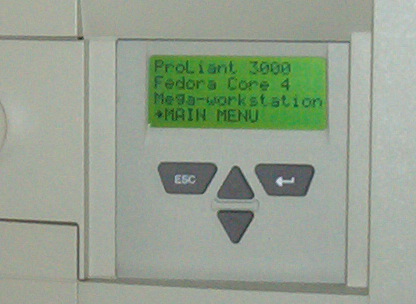 ProLiant 3000
Fedora Core 4
Mega-workstation
→MAIN MENU
ESC